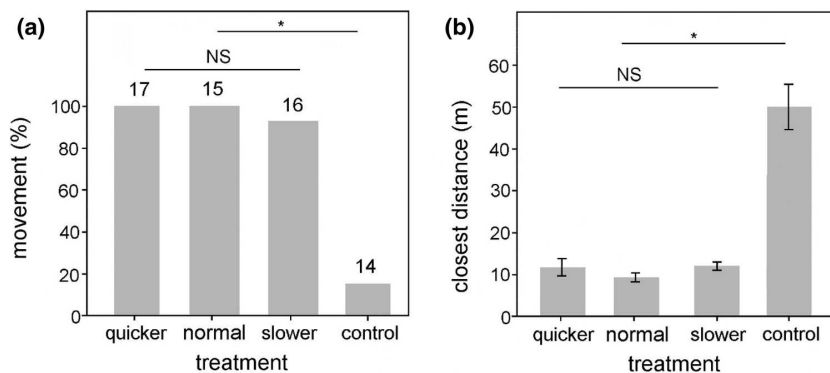 (a)
*
NS
17 15 16 14
100
80
60
40
20
0
movement (%)
quicker normal slower control
treatment
(b)
*
NS
60
50
40
30
20
10
0
closest distance (m)
quicker normal slower control
treatment